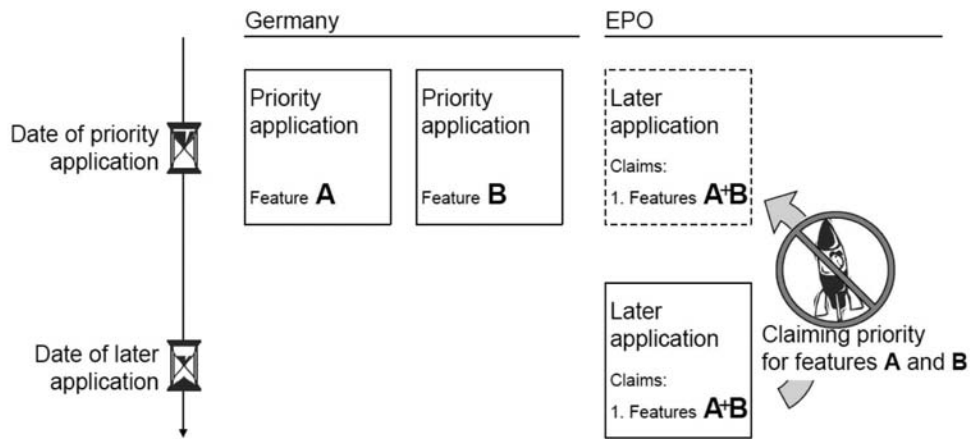 Germany
EPO
Date of priority
application
Priority
application
Feature A
Priority
application
Feature B
Later
application
Claims:
1. Features A+B
Date of later
application
Later
application
Claims:
1. Features A+B
Claiming priority
for features A and B